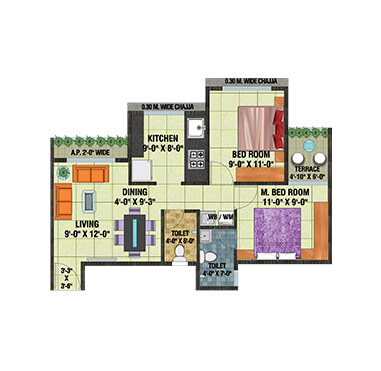 0.30 M. WIDE CHAJJA
0.30 M. WIDE CHAJJA
KITCHEN
9'-0" X 8'-0"
A.P. 2'-0" WIDE
BED ROOM
9'-0" X 11'-0"
TERRACE
4'-10" X 6'-0"
DINING
4'-0" X 9'-3"
M. BED ROOM
11'-0" X 9'-0"
LIVING
9'-0" X 12'-0"
WB / WM
TOILET
4'-0" X 6'-0"
TOILET
4'-0" X 7'-0"
3'-3"
X
3'-6"